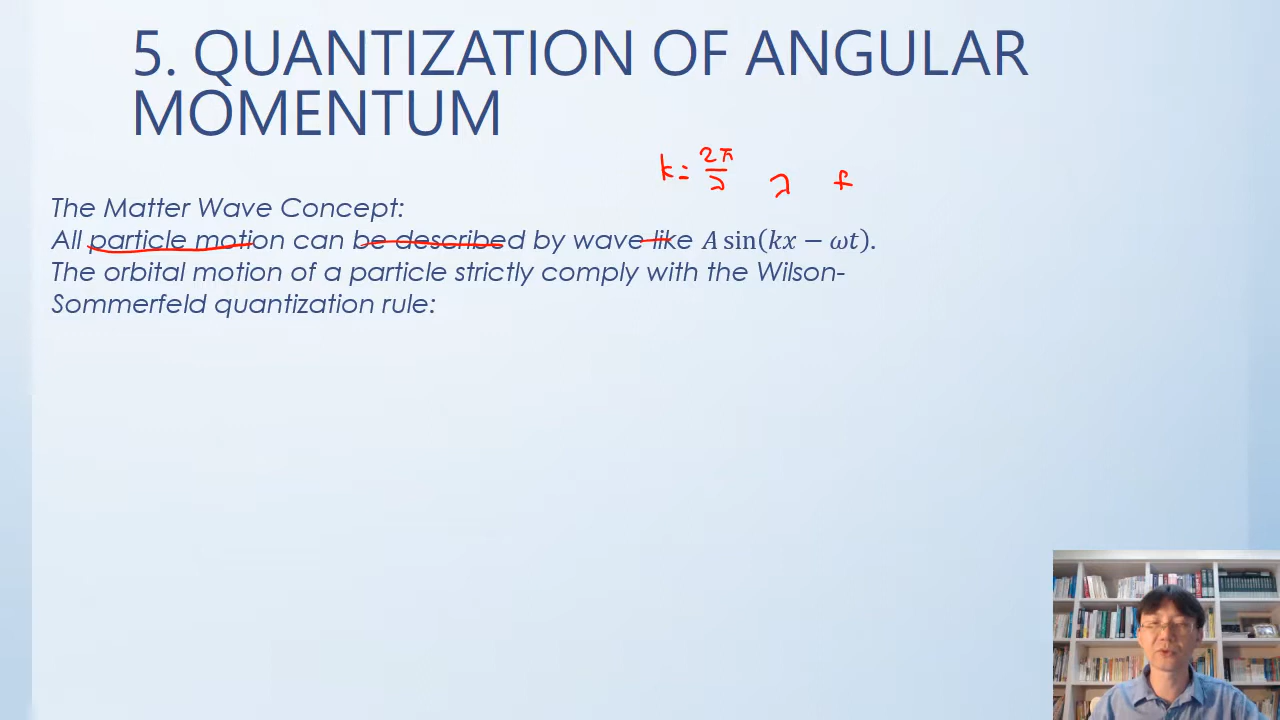 5. QUANTIZATION OF ANGULAR
MOMENTUM
k = 2π/λ λ f
The Matter Wave Concept:
All particle motion can be described by wave like A sin(kx − ωt).
The orbital motion of a particle strictly comply with the Wilson-
Sommerfeld quantization rule: